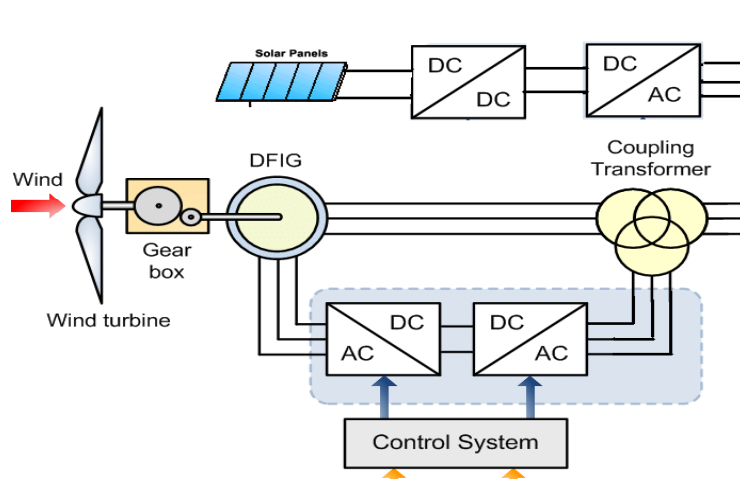 Solar Panels
DC
DC
DC
AC
Coupling
Transformer
DFIG
Wind
Gear
box
Wind turbine
DC
AC
DC
AC
Control System